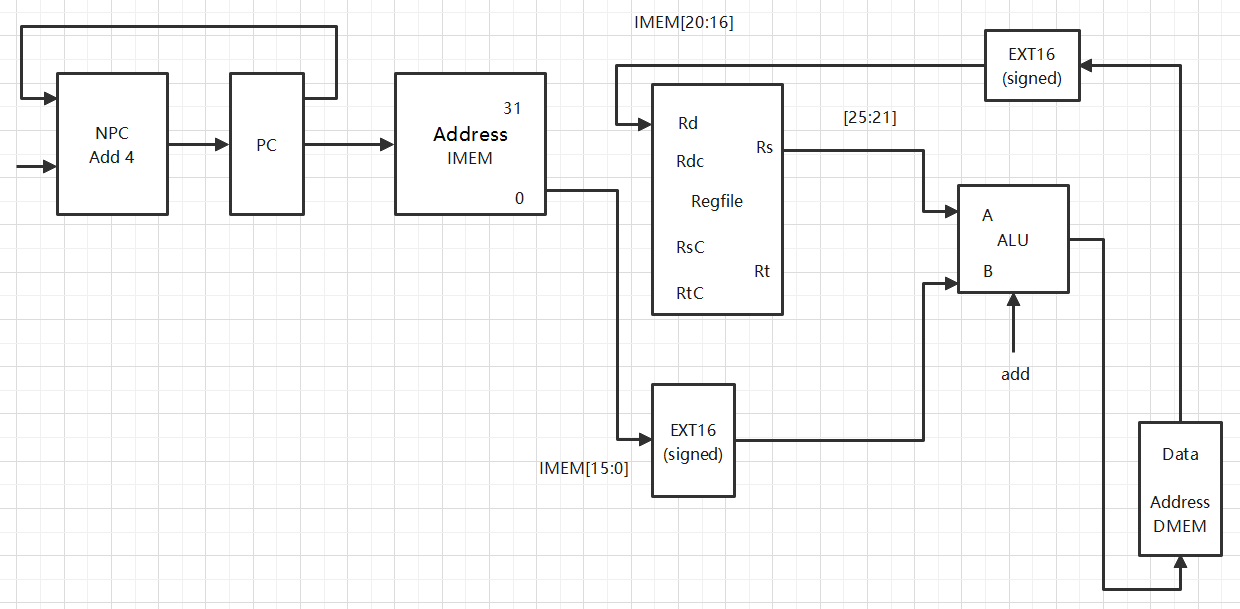 IMEM[20:16]
EXT16
(signed)
NPC
Add 4
PC
31
Address
IMEM
0
Rd
Rdc
Rs
Regfile
RsC
Rt
RtC
[25:21]
A
ALU
B
add
EXT16
(signed)
IMEM[15:0]
Data
Address
DMEM